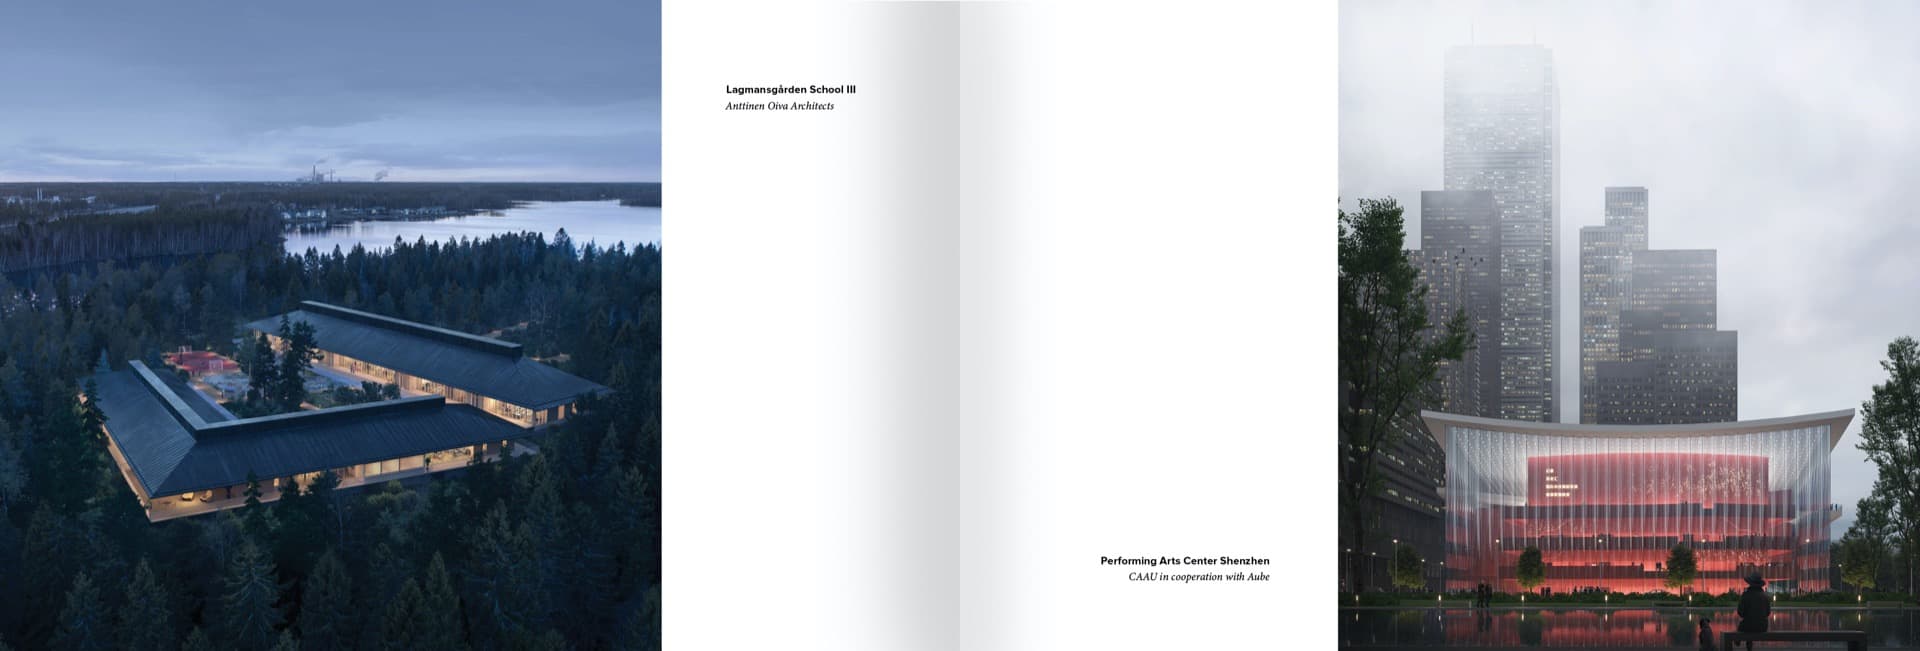 Lagmansgården School III
Anttinen Oiva Architects
Performing Arts Center Shenzhen
CAAU in cooperation with Aube